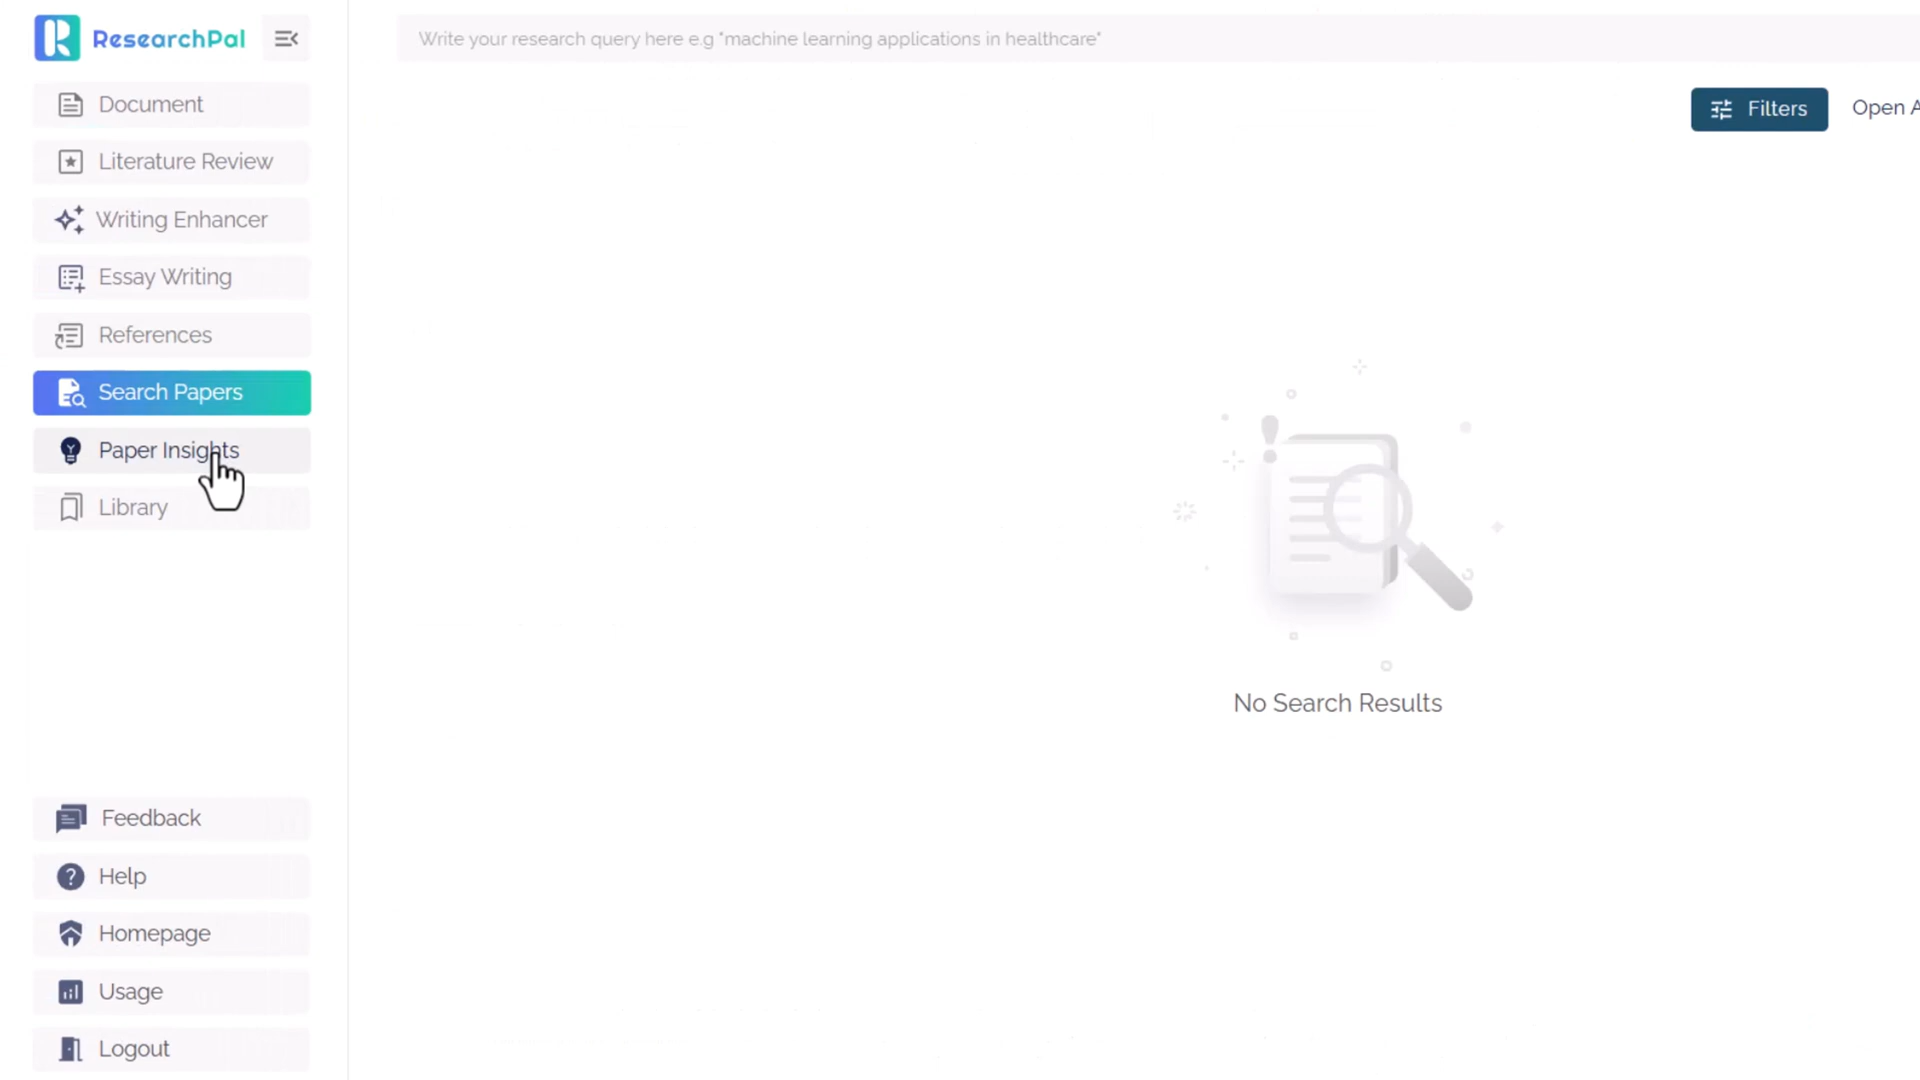 ResearchPal
Write your research query here e.g "machine learning applications in healthcare"
Document
Filters
Open A
Literature Review
Writing Enhancer
Essay Writing
References
Search Papers
Paper Insights
Library
No Search Results
Feedback
Help
Homepage
Usage
Logout